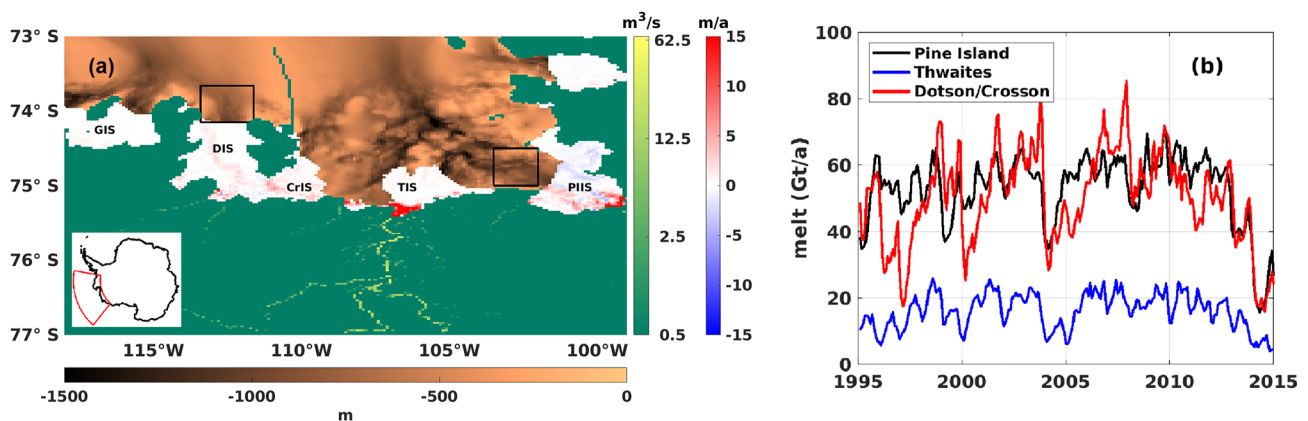 m³/s
m/a
73° S
74° S
75° S
76° S
77° S
(a)
GIS
DIS
CrIS
TIS
PIIS
62.5
12.5
2.5
0.5
15
10
5
0
-5
-10
-15
115°W
110°W
105°W
100°W
-1500
-1000
-500
0
m
(b)
Pine Island
Thwaites
Dotson/Crosson
melt (Gt/a)
100
80
60
40
20
0
1995
2000
2005
2010
2015